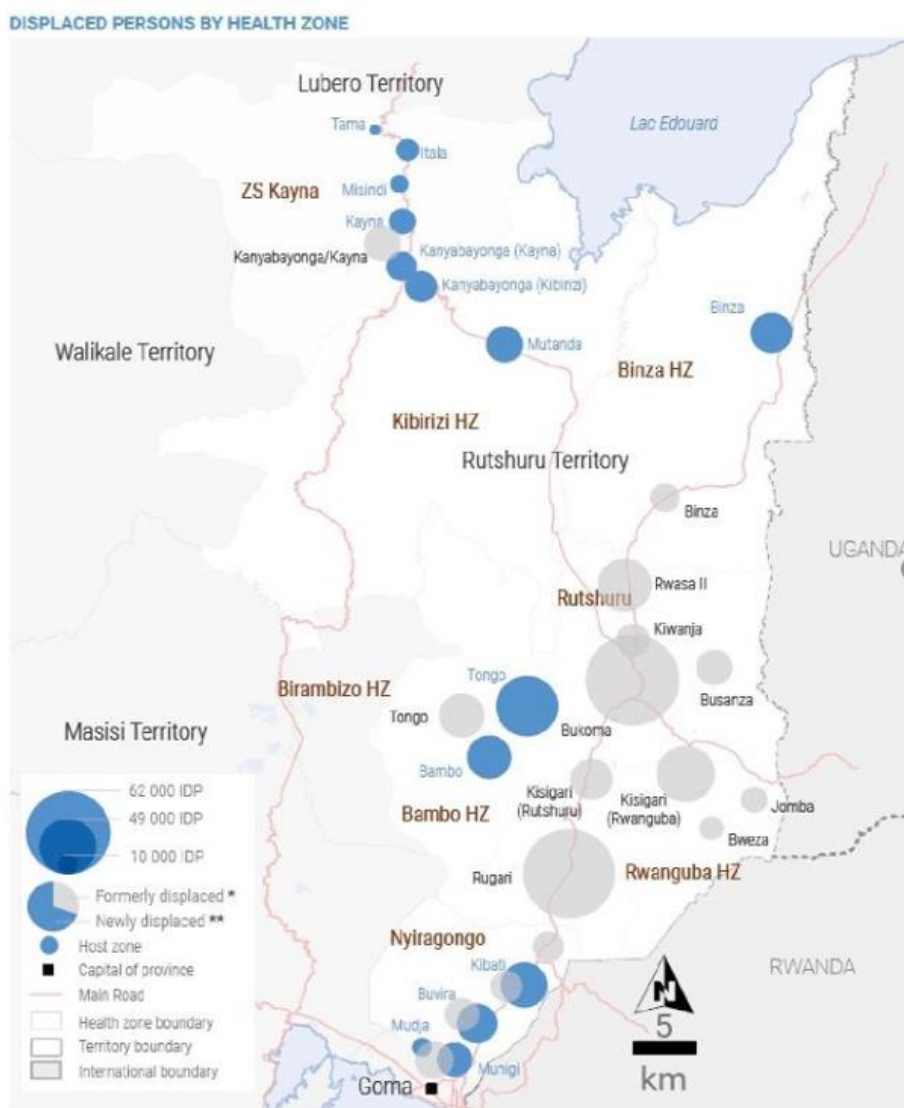 DISPLACED PERSONS BY HEALTH ZONE
Lubero Territory
Tama
Lac Edouard
Itala
ZS Kayna
Misindi
Kayna
Kanyabayonga/Kayna
Kanyabayonga (Kayna)
Kanyabayonga (Kibirizi)
Binza
Walikale Territory
Mutanda
Binza HZ
Kibirizi HZ
Rutshuru Territory
Binza
UGANDA
Rwasa II
Rutshuru
Kiwanja
Birambizo HZ
Tongo
Busanza
Tongo
Masisi Territory
Bukoma
Bambo
Kisigari
(Rutshuru)
Kisigari
(Rwanguba)
Jomba
Bambo HZ
Bweza
Rugari
Rwanguba HZ
Nyiragongo
Kibati
RWANDA
Buvira
Mudja
Munigi
Goma
62 000 IDP
49 000 IDP
10 000 IDP
Formerly displaced *
Newly displaced **
Host zone
Capital of province
Main Road
Health zone boundary
Territory boundary
International boundary
N
5
km